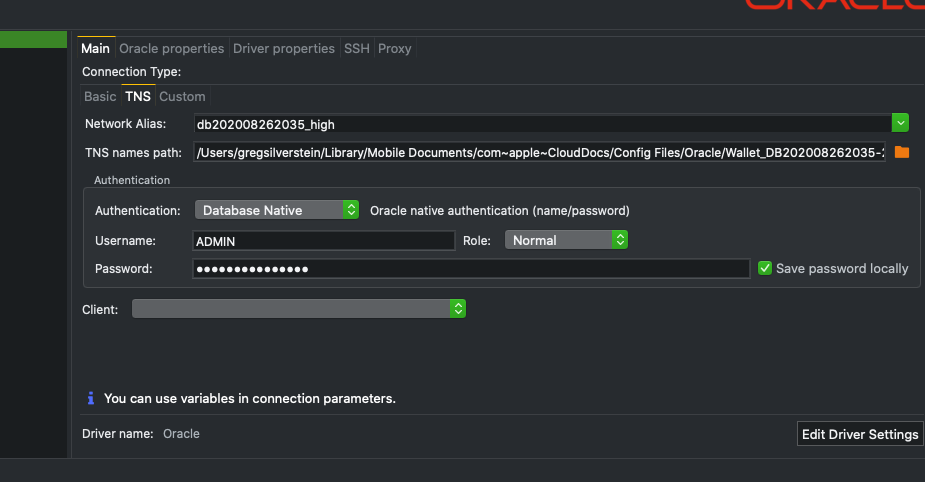 Main Oracle properties Driver properties SSH Proxy
Connection Type:
Basic TNS Custom
Network Alias: db202008262035_high
TNS names path: /Users/gregsilverstein/Library/Mobile Documents/com~apple~CloudDocs/Config Files/Oracle/Wallet_DB202008262035-
Authentication
Authentication: Database Native Oracle native authentication (name/password)
Username: ADMIN Role: Normal
Password: ••••••••••••••• Save password locally
Client:
You can use variables in connection parameters.
Driver name: Oracle
Edit Driver Settings